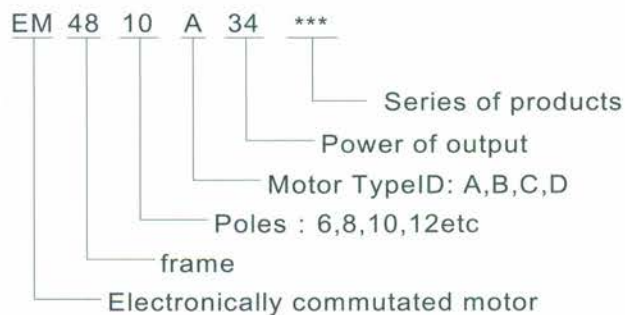 EM 48 10 A 34 ***
Series of products
Power of output
Motor TypeID: A,B,C,D
Poles : 6,8,10,12etc
frame
Electronically commutated motor